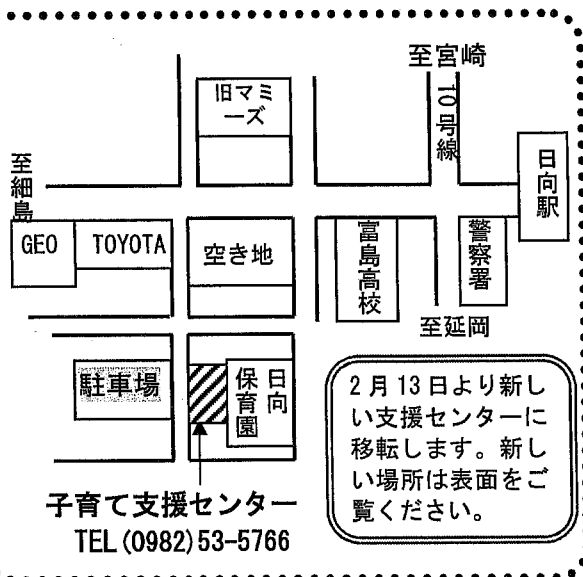 至宮崎
旧マミ
ーズ
10号線
日向駅
至細島
GEO
TOYOTA
空き地
富島高校
警察署
至延岡
駐車場
日向
保育園
2月13日より新し
い支援センターに
移転します。新し
い場所は表面をご
覧ください。
子育て支援センター
TEL(0982)53-5766